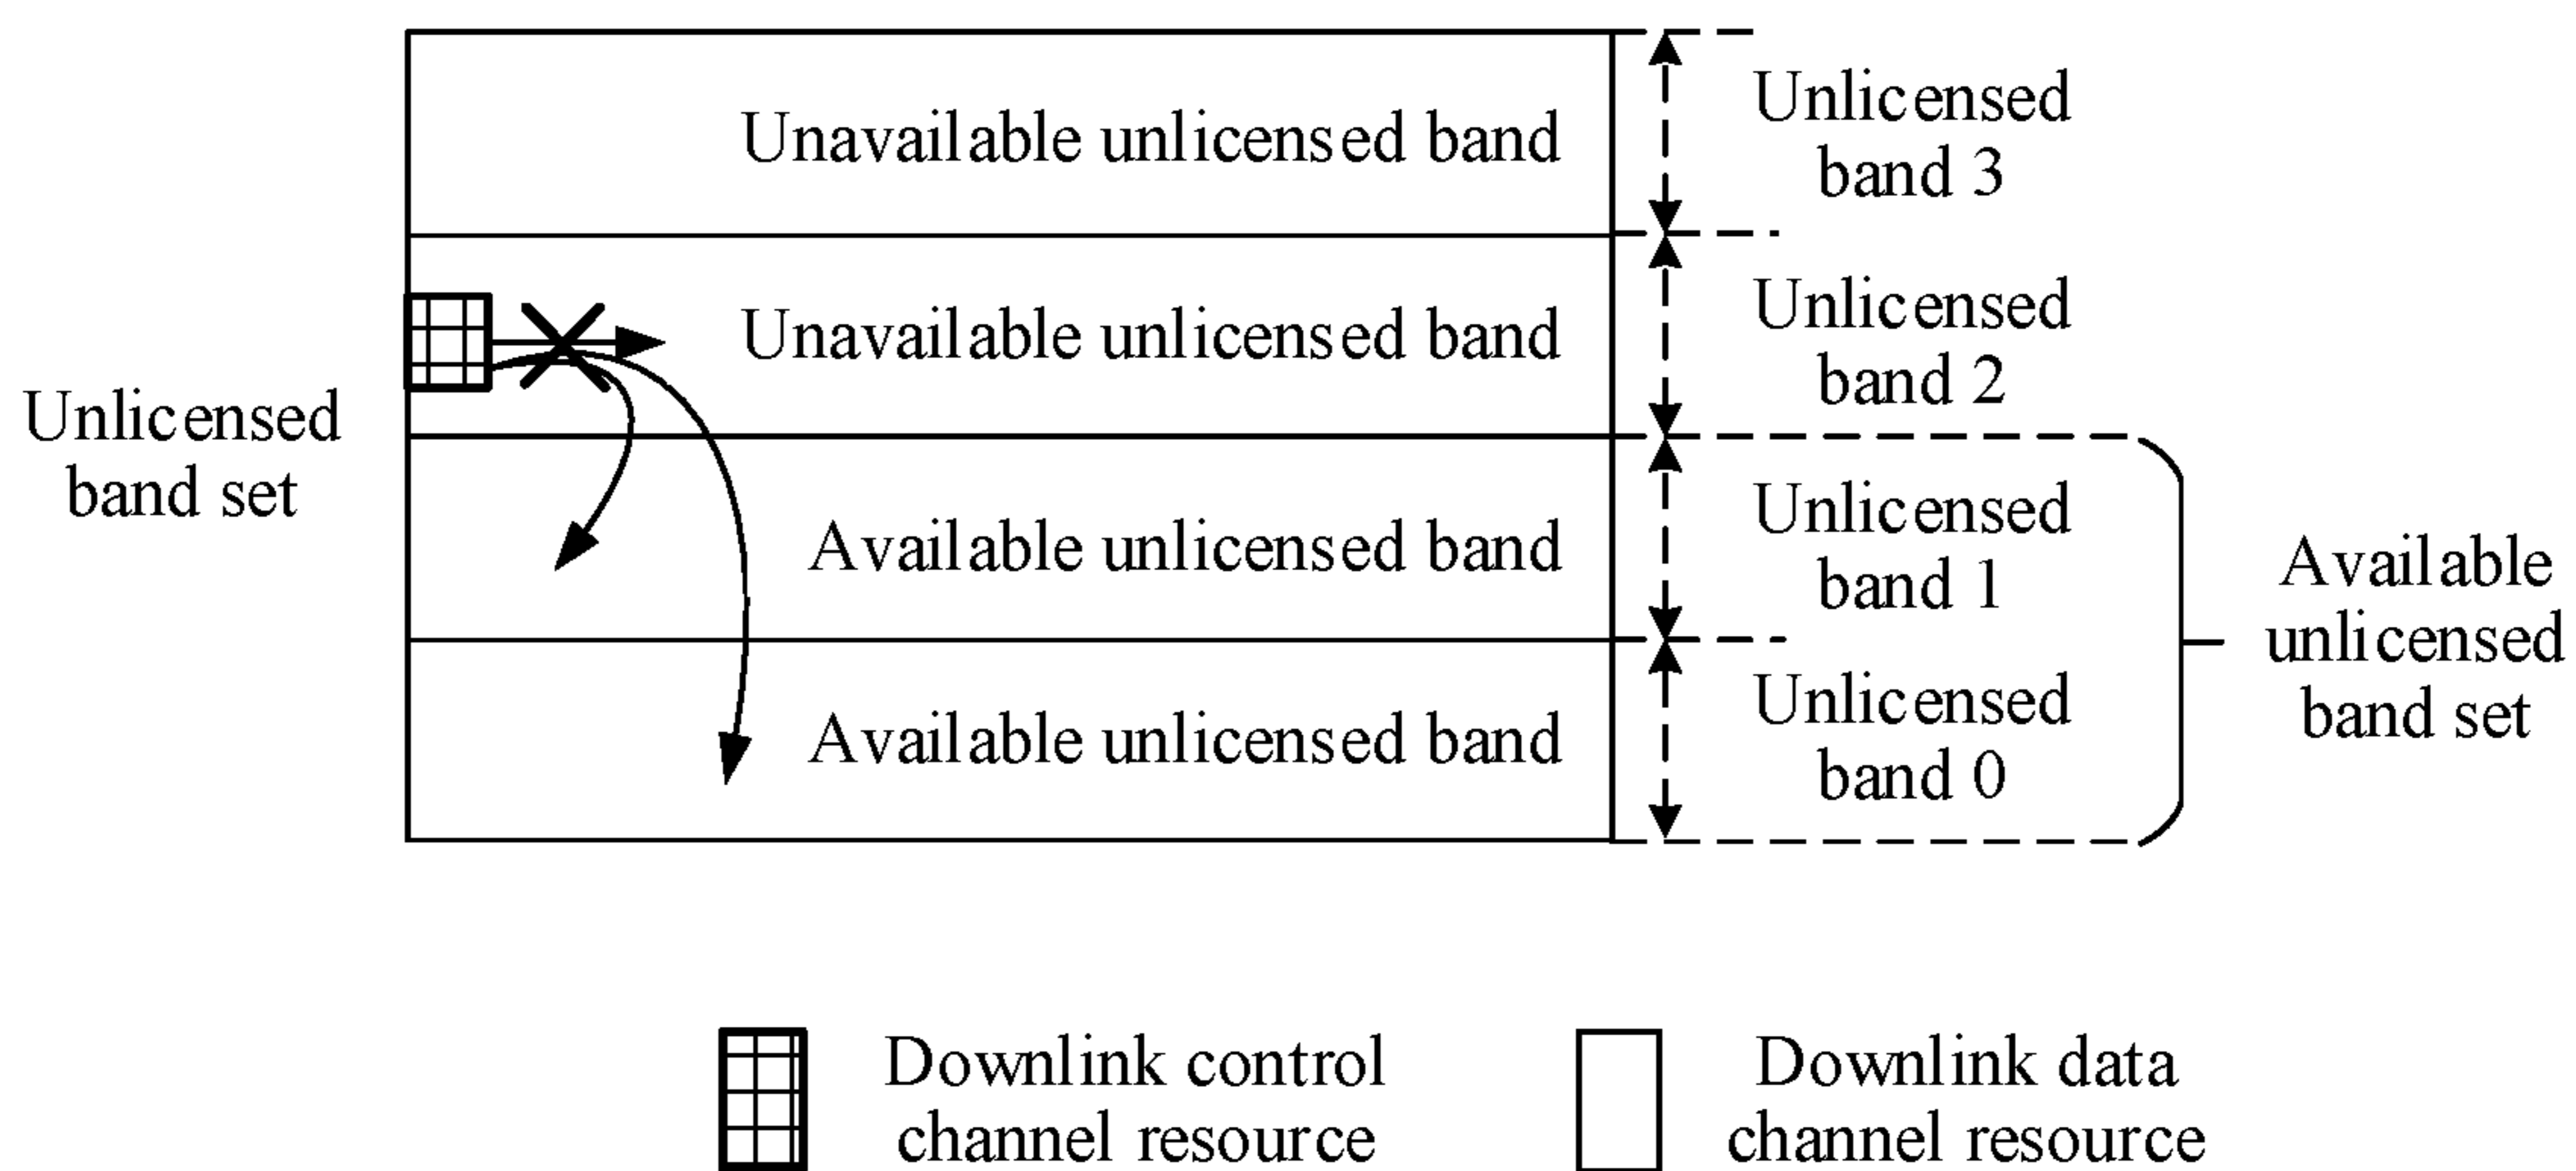 Unlicensed
band set
Unavailable unlicensed band
Unavailable unlicensed band
Available unlicensed band
Available unlicensed band
Unlicensed
band 3
Unlicensed
band 2
Unlicensed
band 1
Unlicensed
band 0
Available
unlicensed
band set
Downlink control
channel resource
Downlink data
channel resource